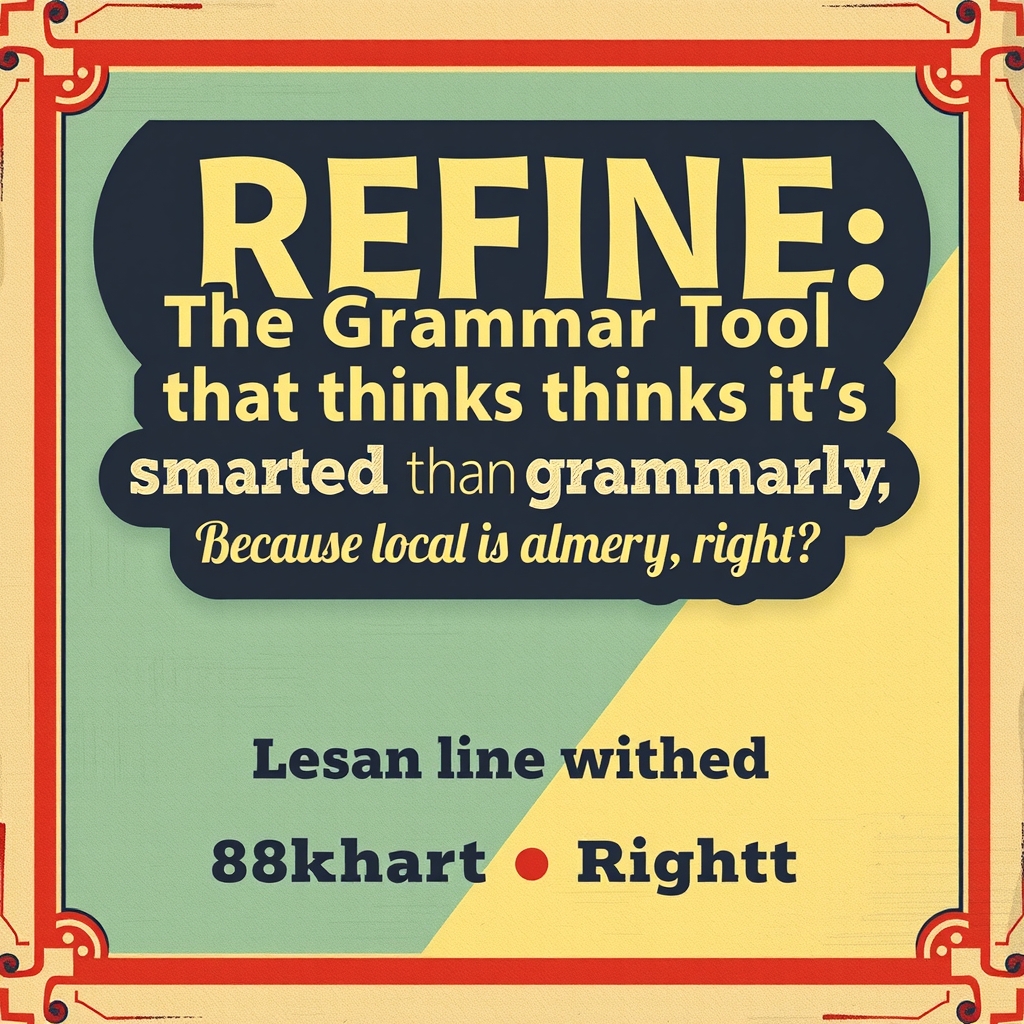 REFINE:
The Grammar Tool
that thinks thinks it's
smarted than grammarly,
Because local is almery, right?
Lesan line withed
88khart • Rightt